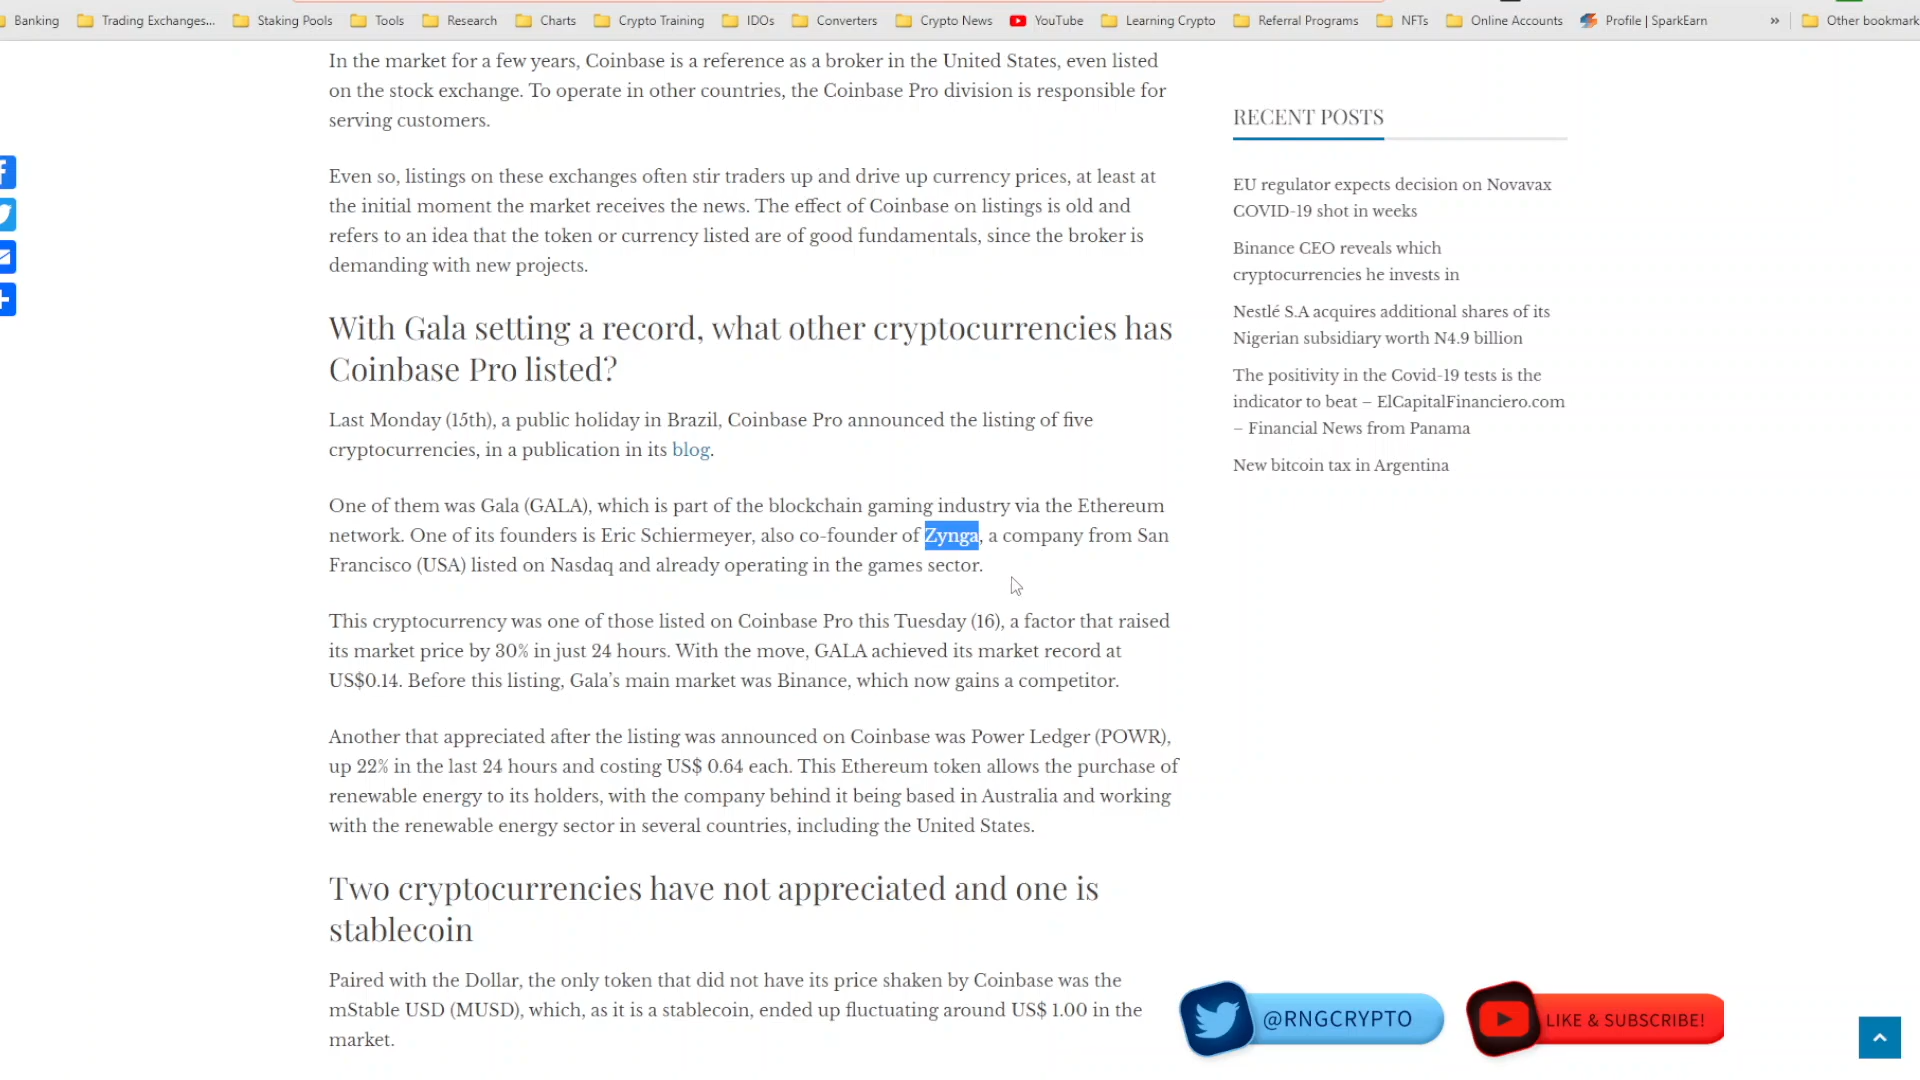 Banking Trading Exchanges... Staking Pools Tools Research Charts Crypto Training IDOs Converters Crypto News YouTube Learning Crypto Referral Programs NFTs Online Accounts Profile | SparkEarn » Other bookmark
In the market for a few years, Coinbase is a reference as a broker in the United States, even listed
on the stock exchange. To operate in other countries, the Coinbase Pro division is responsible for
serving customers.
Even so, listings on these exchanges often stir traders up and drive up currency prices, at least at
the initial moment the market receives the news. The effect of Coinbase on listings is old and
refers to an idea that the token or currency listed are of good fundamentals, since the broker is
demanding with new projects.
With Gala setting a record, what other cryptocurrencies has
Coinbase Pro listed?
Last Monday (15th), a public holiday in Brazil, Coinbase Pro announced the listing of five
cryptocurrencies, in a publication in its blog.
One of them was Gala (GALA), which is part of the blockchain gaming industry via the Ethereum
network. One of its founders is Eric Schiermeyer, also co-founder of Zynga, a company from San
Francisco (USA) listed on Nasdaq and already operating in the games sector.
This cryptocurrency was one of those listed on Coinbase Pro this Tuesday (16), a factor that raised
its market price by 30% in just 24 hours. With the move, GALA achieved its market record at
US$0.14. Before this listing, Gala’s main market was Binance, which now gains a competitor.
Another that appreciated after the listing was announced on Coinbase was Power Ledger (POWR),
up 22% in the last 24 hours and costing US$ 0.64 each. This Ethereum token allows the purchase of
renewable energy to its holders, with the company behind it being based in Australia and working
with the renewable energy sector in several countries, including the United States.
Two cryptocurrencies have not appreciated and one is
stablecoin
Paired with the Dollar, the only token that did not have its price shaken by Coinbase was the
mStable USD (MUSD), which, as it is a stablecoin, ended up fluctuating around US$ 1.00 in the
market.
RECENT POSTS
EU regulator expects decision on Novavax
COVID-19 shot in weeks
Binance CEO reveals which
cryptocurrencies he invests in
Nestlé S.A acquires additional shares of its
Nigerian subsidiary worth N4.9 billion
The positivity in the Covid-19 tests is the
indicator to beat – ElCapitalFinanciero.com
– Financial News from Panama
New bitcoin tax in Argentina
@RNGCRYPTO
LIKE & SUBSCRIBE!